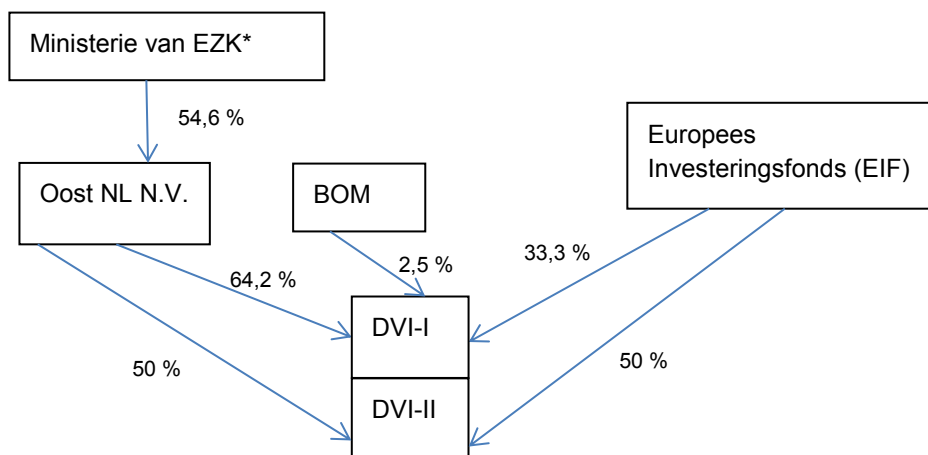 Ministerie van EZK*
54,6 %
Europees
Investeringsfonds (EIF)
Oost NL N.V.
BOM
33,3 %
2,5 %
64,2 %
DVI-I
50 %
50 %
DVI-II